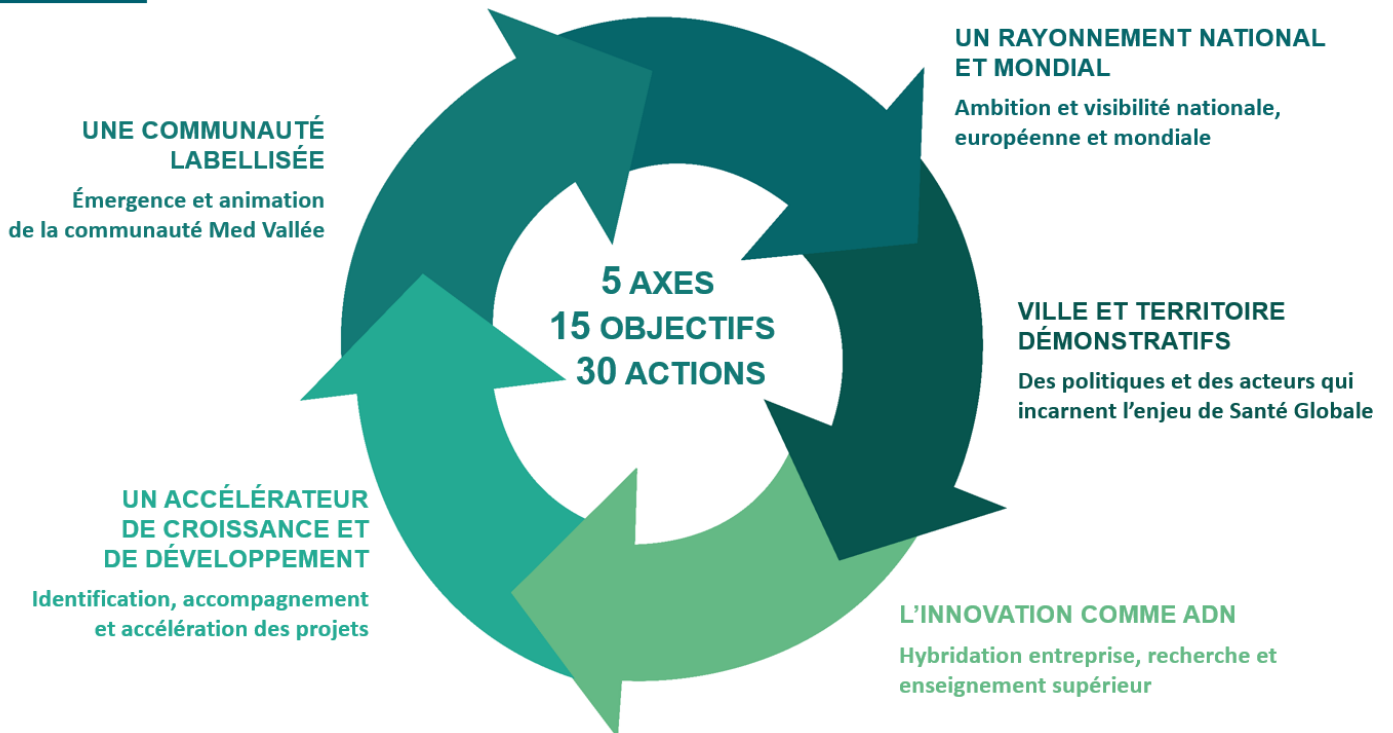 UN RAYONNEMENT NATIONAL
ET MONDIAL
Ambition et visibilité nationale,
européenne et mondiale
UNE COMMUNAUTÉ
LABELLISÉE
Émergence et animation
de la communauté Med Vallée
5 AXES
15 OBJECTIFS
30 ACTIONS
VILLE ET TERRITOIRE
DÉMONSTRATIFS
Des politiques et des acteurs qui
incarnent l’enjeu de Santé Globale
UN ACCÉLÉRATEUR
DE CROISSANCE ET
DE DÉVELOPPEMENT
Identification, accompagnement
et accélération des projets
L’INNOVATION COMME ADN
Hybridation entreprise, recherche et
enseignement supérieur